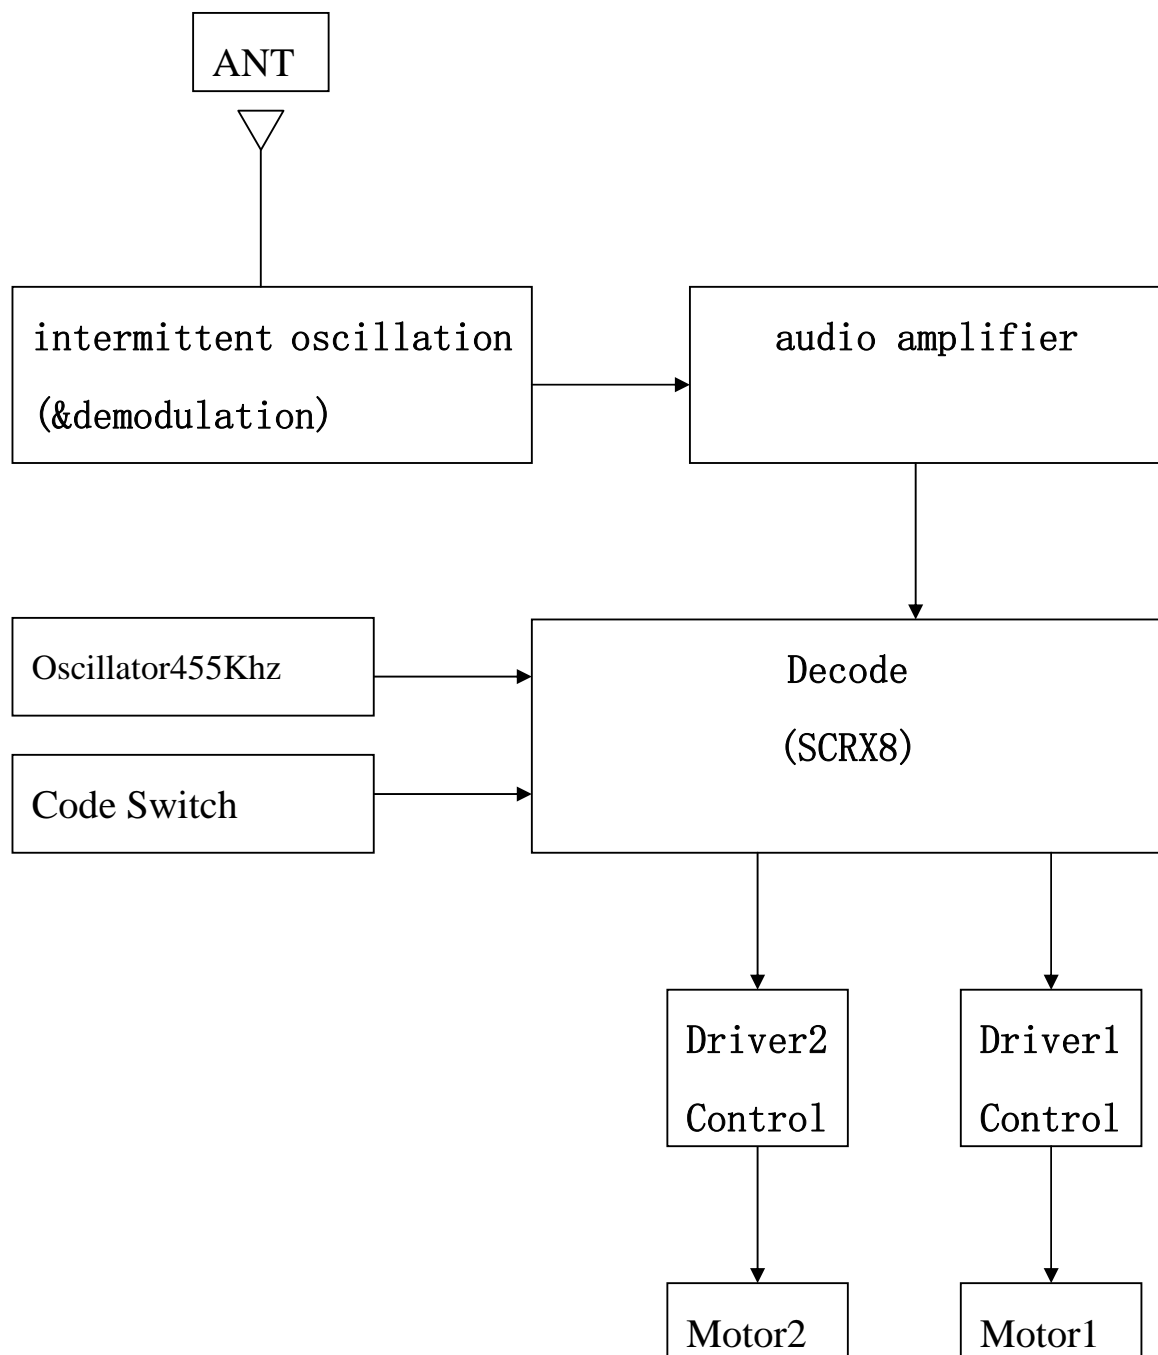 ANT
intermittent oscillation
(&demodulation)
audio amplifier
Oscillator455Khz
Decode
(SCRX8)
Code Switch
Driver2
Control
Driver1
Control
Motor2
Motor1